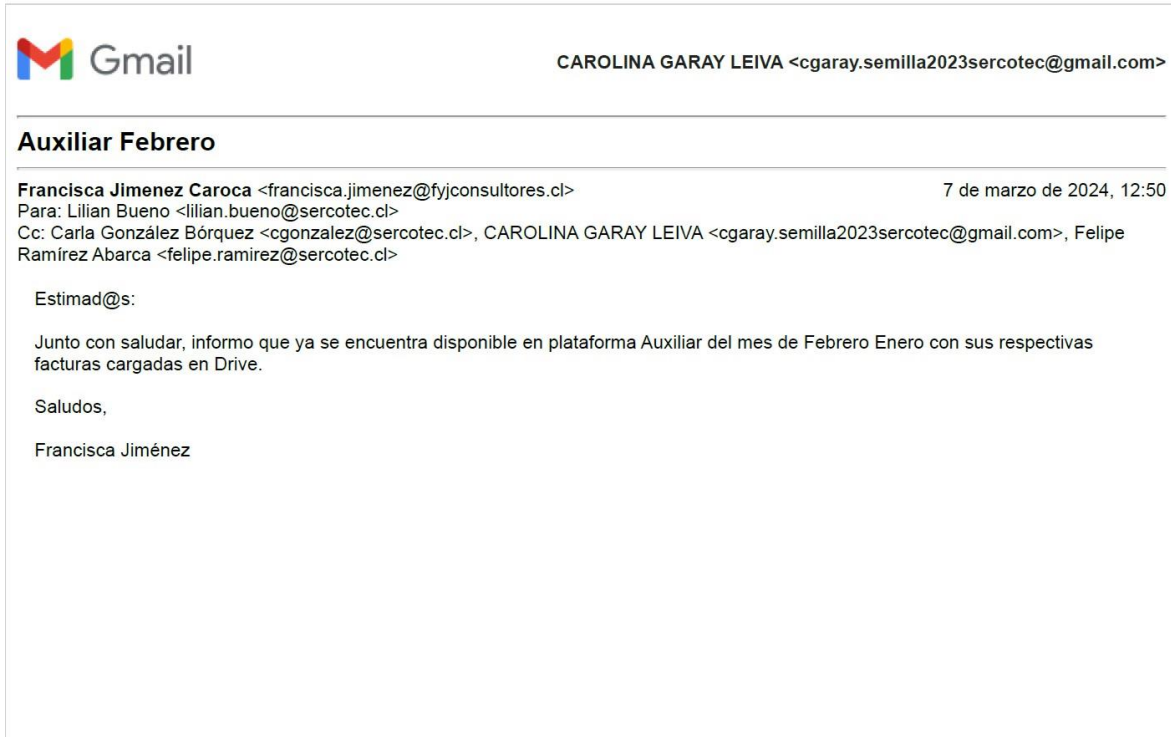 Gmail
CAROLINA GARAY LEIVA <cgaray.semilla2023sercotec@gmail.com>
Auxiliar Febrero
Francisca Jimenez Caroca <francisca.jimenez@fyjconsultores.cl> 7 de marzo de 2024, 12:50
Para: Lilian Bueno <lilian.bueno@sercotec.cl>
Cc: Carla González Bórquez <cgonzalez@sercotec.cl>, CAROLINA GARAY LEIVA <cgaray.semilla2023sercotec@gmail.com>, Felipe
Ramírez Abarca <felipe.ramirez@sercotec.cl>
Estimad@s:
Junto con saludar, informo que ya se encuentra disponible en plataforma Auxiliar del mes de Febrero Enero con sus respectivas
facturas cargadas en Drive.
Saludos,
Francisca Jiménez